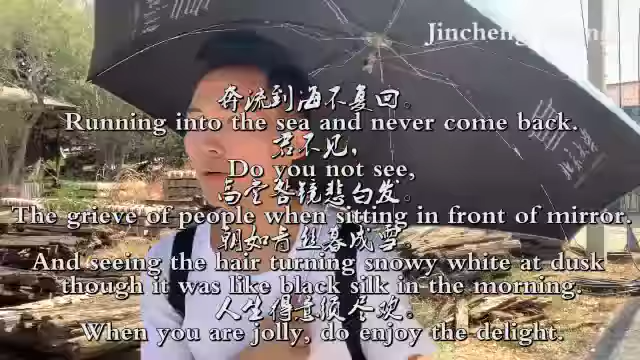 Jincheng
奔流到海不复回。
Running into the sea and never come back.
君不见，
Do you not see,
高堂明镜悲白发。
The grieve of people when sitting in front of mirror.
朝如青丝暮成雪。
And seeing the hair turning snowy white at dusk
though it was like black silk in the morning.
人生得意须尽欢。
When you are jolly, do enjoy the delight.
北京大学